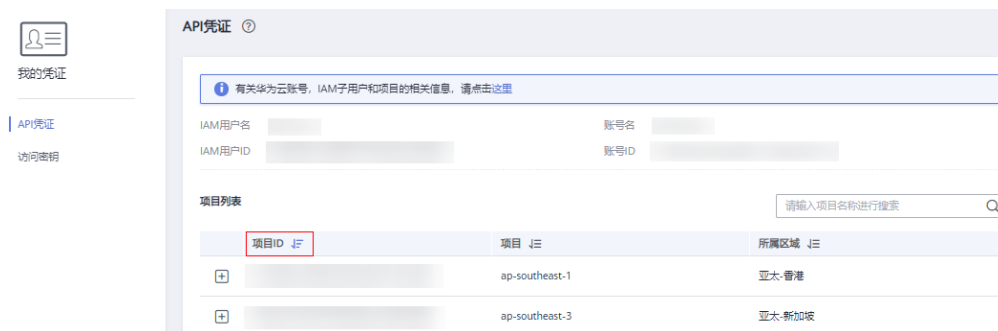 API凭证
我的凭证
API凭证
访问密钥
有关华为云账号，IAM子用户和项目的相关信息，请点击这里
IAM用户名
账号名
IAM用户ID
账号ID
项目列表
请输入项目名称进行搜索
项目ID 项目 所属区域
ap-southeast-1 亚太-香港
ap-southeast-3 亚太-新加坡